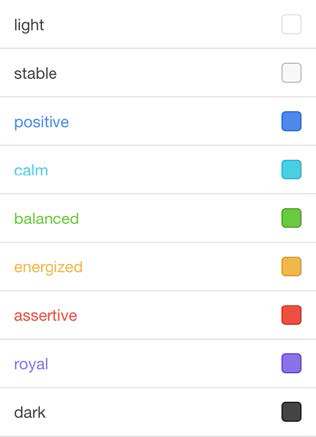 light
stable
positive
calm
balanced
energized
assertive
royal
dark